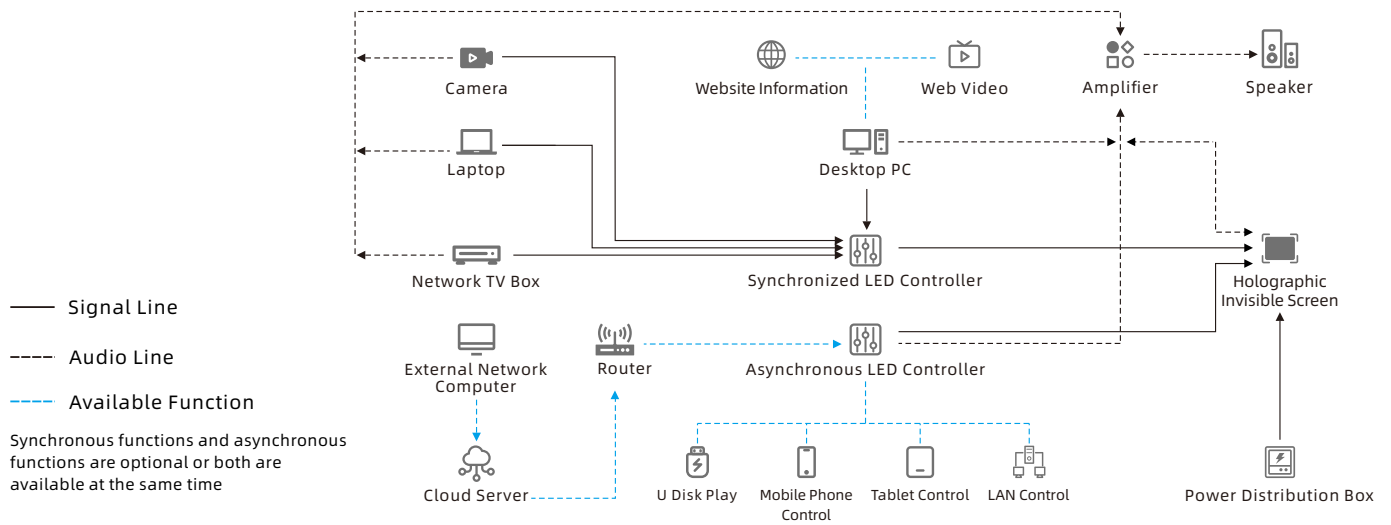 Camera
Website Information
Web Video
Amplifier
Speaker
Laptop
Desktop PC
Network TV Box
Synchronized LED Controller
Holographic
Invisible Screen
Signal Line
Audio Line
Available Function
Synchronous functions and asynchronous
functions are optional or both are
available at the same time
External Network
Computer
Router
Asynchronous LED Controller
Cloud Server
U Disk Play
Mobile Phone
Control
Tablet Control
LAN Control
Power Distribution Box